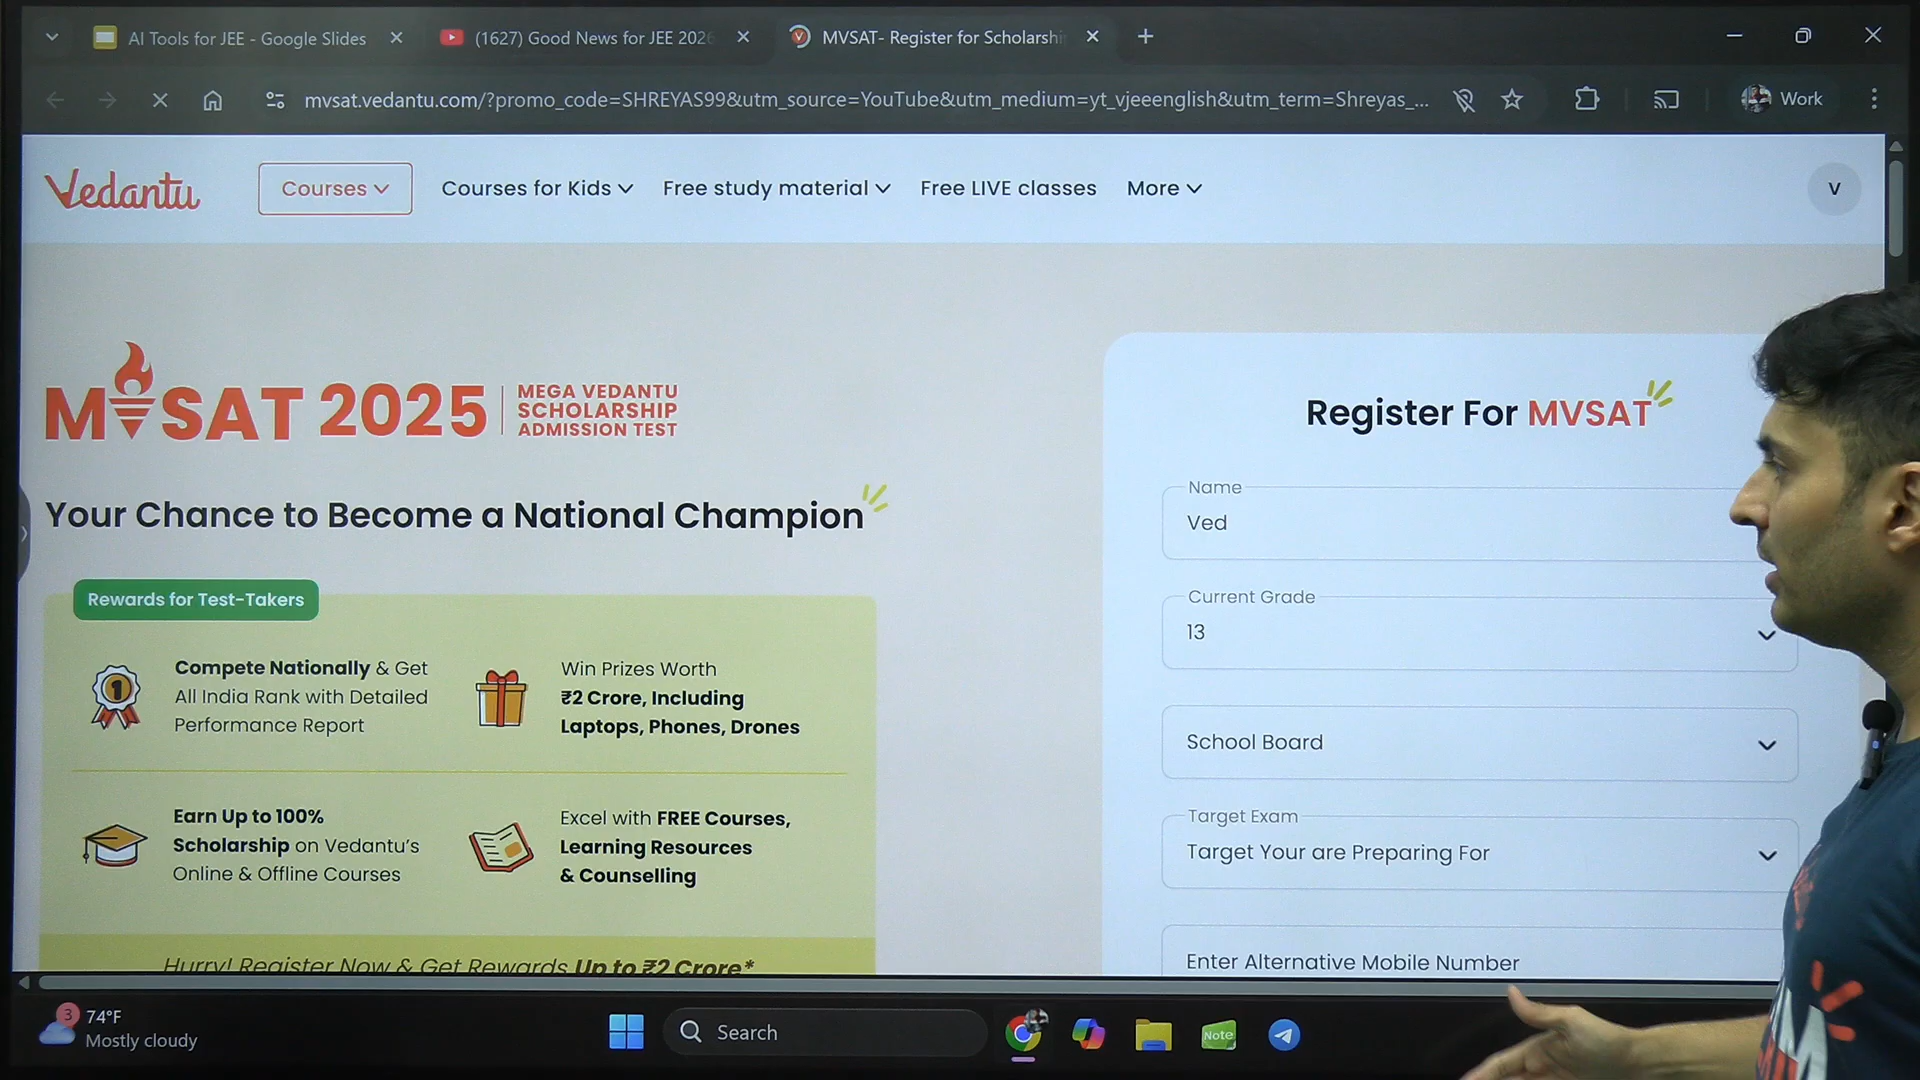 AI Tools for JEE - Google Slides
(1627) Good News for JEE 2026
MVSAT- Register for Scholarshi
mvsat.vedantu.com/?promo_code=SHREYAS99&utm_source=YouTube&utm_medium=yt_vjeeenglish&utm_term=Shreyas_...
Work
Vedantu
Courses
Courses for Kids
Free study material
Free LIVE classes
More
V
MVSAT 2025
MEGA VEDANTU
SCHOLARSHIP
ADMISSION TEST
Your Chance to Become a National Champion
Rewards for Test-Takers
Compete Nationally & Get
All India Rank with Detailed
Performance Report
1
Win Prizes Worth
₹2 Crore, Including
Laptops, Phones, Drones
Earn Up to 100%
Scholarship on Vedantu's
Online & Offline Courses
Excel with FREE Courses,
Learning Resources
& Counselling
Hurry! Register Now & Get Rewards Up to ₹2 Crore*
Register For MVSAT
Name
Ved
Current Grade
13
School Board
Target Exam
Target Your are Preparing For
Enter Alternative Mobile Number
3
74°F
Mostly cloudy
Search
Note